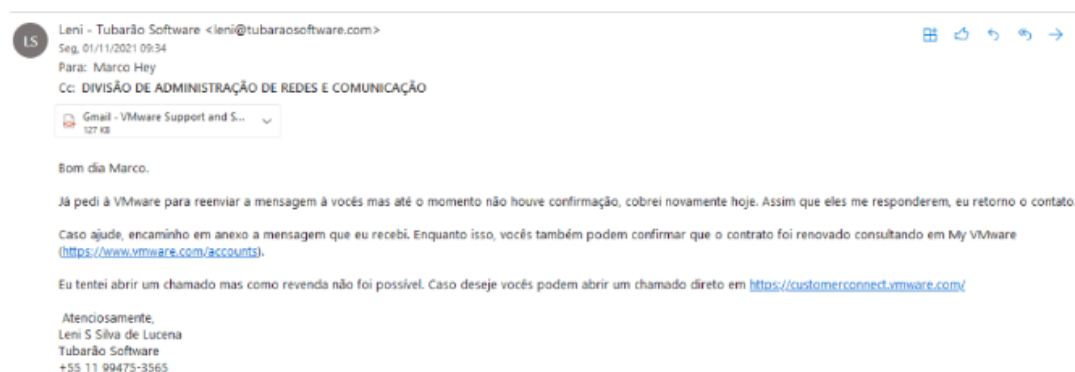 LS
Leni - Tubarão Software <leni@tubaraosoftware.com>
Seg, 01/11/2021 09:34
Para: Marco Hey
Cc: DIVISÃO DE ADMINISTRAÇÃO DE REDES E COMUNICAÇÃO
Gmail - VMware Support and S...
127 KB
Bom dia Marco.
Já pedi à VMware para reenviar a mensagem à vocês mas até o momento não houve confirmação, cobrei novamente hoje. Assim que eles me responderem, eu retorno o contato.
Caso ajude, encaminho em anexo a mensagem que eu recebi. Enquanto isso, vocês também podem confirmar que o contrato foi renovado consultando em My VMware
(https://www.vmware.com/accounts).
Eu tentei abrir um chamado mas como revenda não foi possível. Caso deseje vocês podem abrir um chamado direto em https://customerconnect.vmware.com/
Atenciosamente,
Leni S Silva de Lucena
Tubarão Software
+55 11 99475-3565